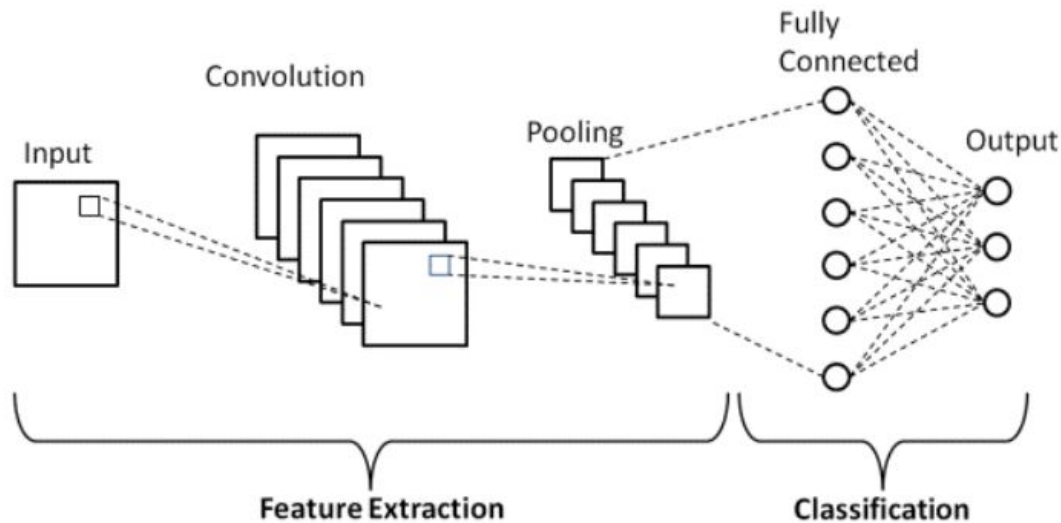 Input
Convolution
Pooling
Fully
Connected
Output
Feature Extraction
Classification